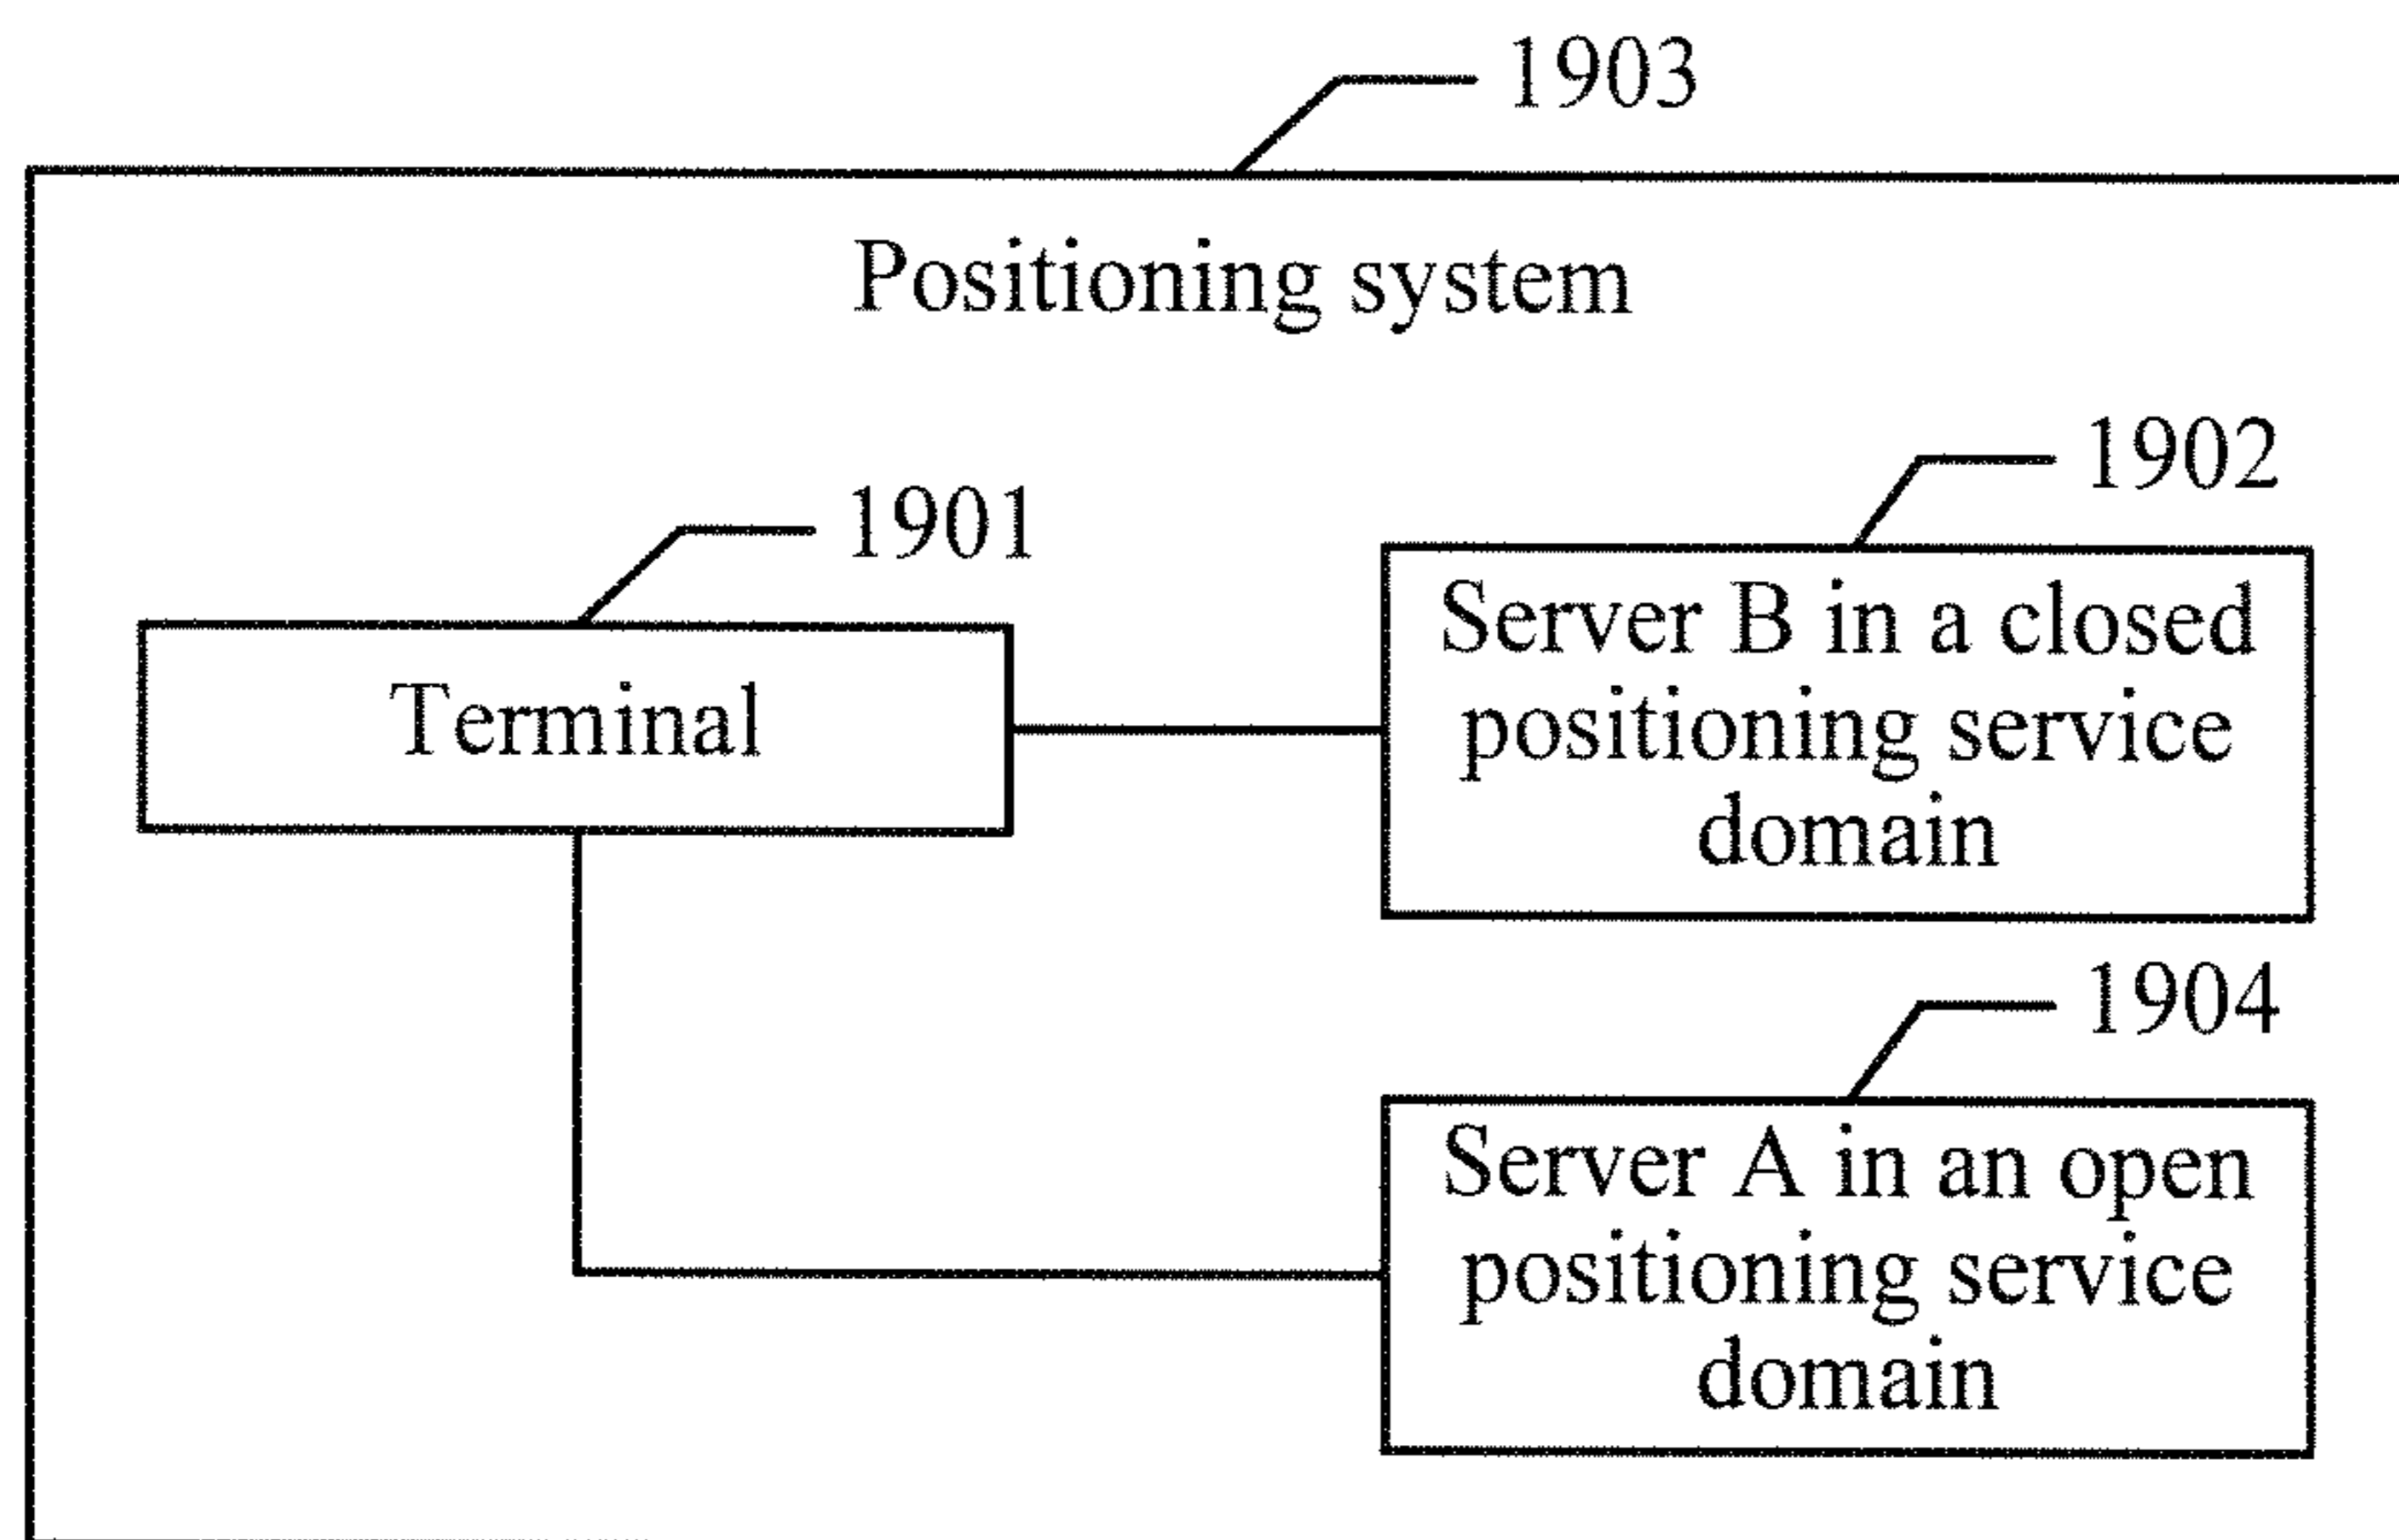 1903
Positioning system
1902
1901
Server B in a closed
positioning service
domain
Terminal
1904
Server A in an open
positioning service
domain